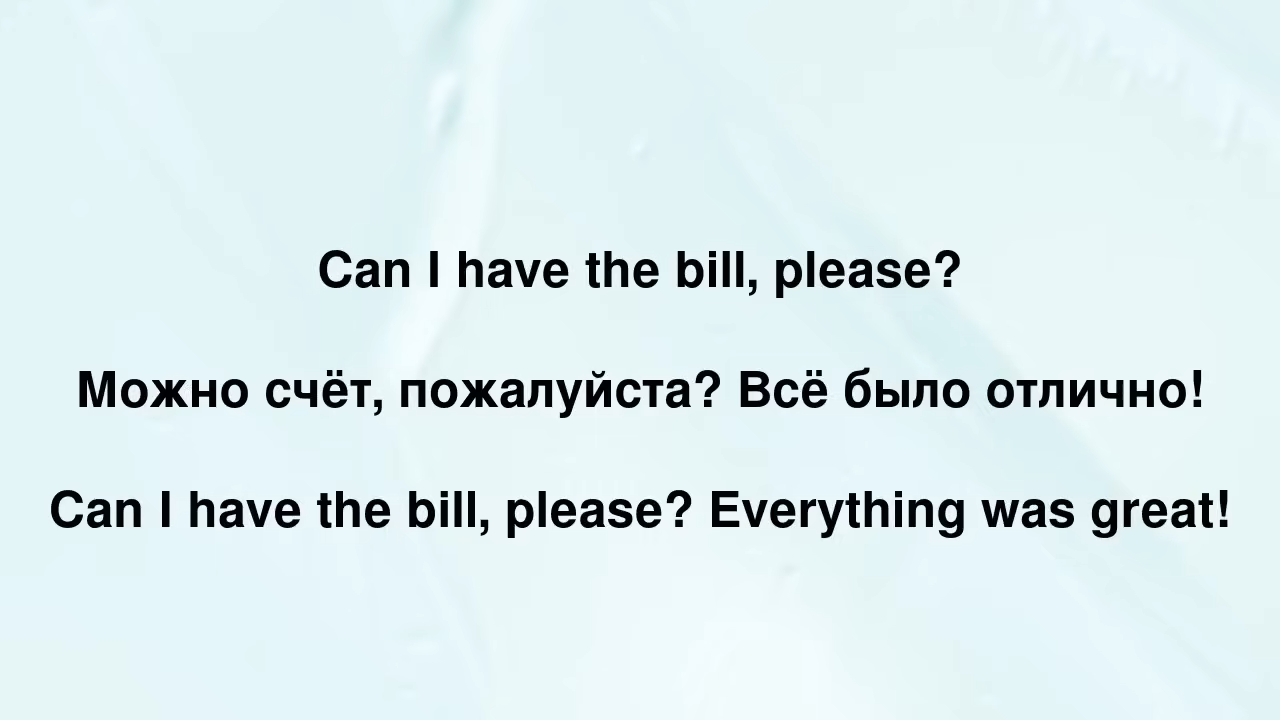 Can I have the bill, please?
Можно счёт, пожалуйста? Всё было отлично!
Can I have the bill, please? Everything was great!